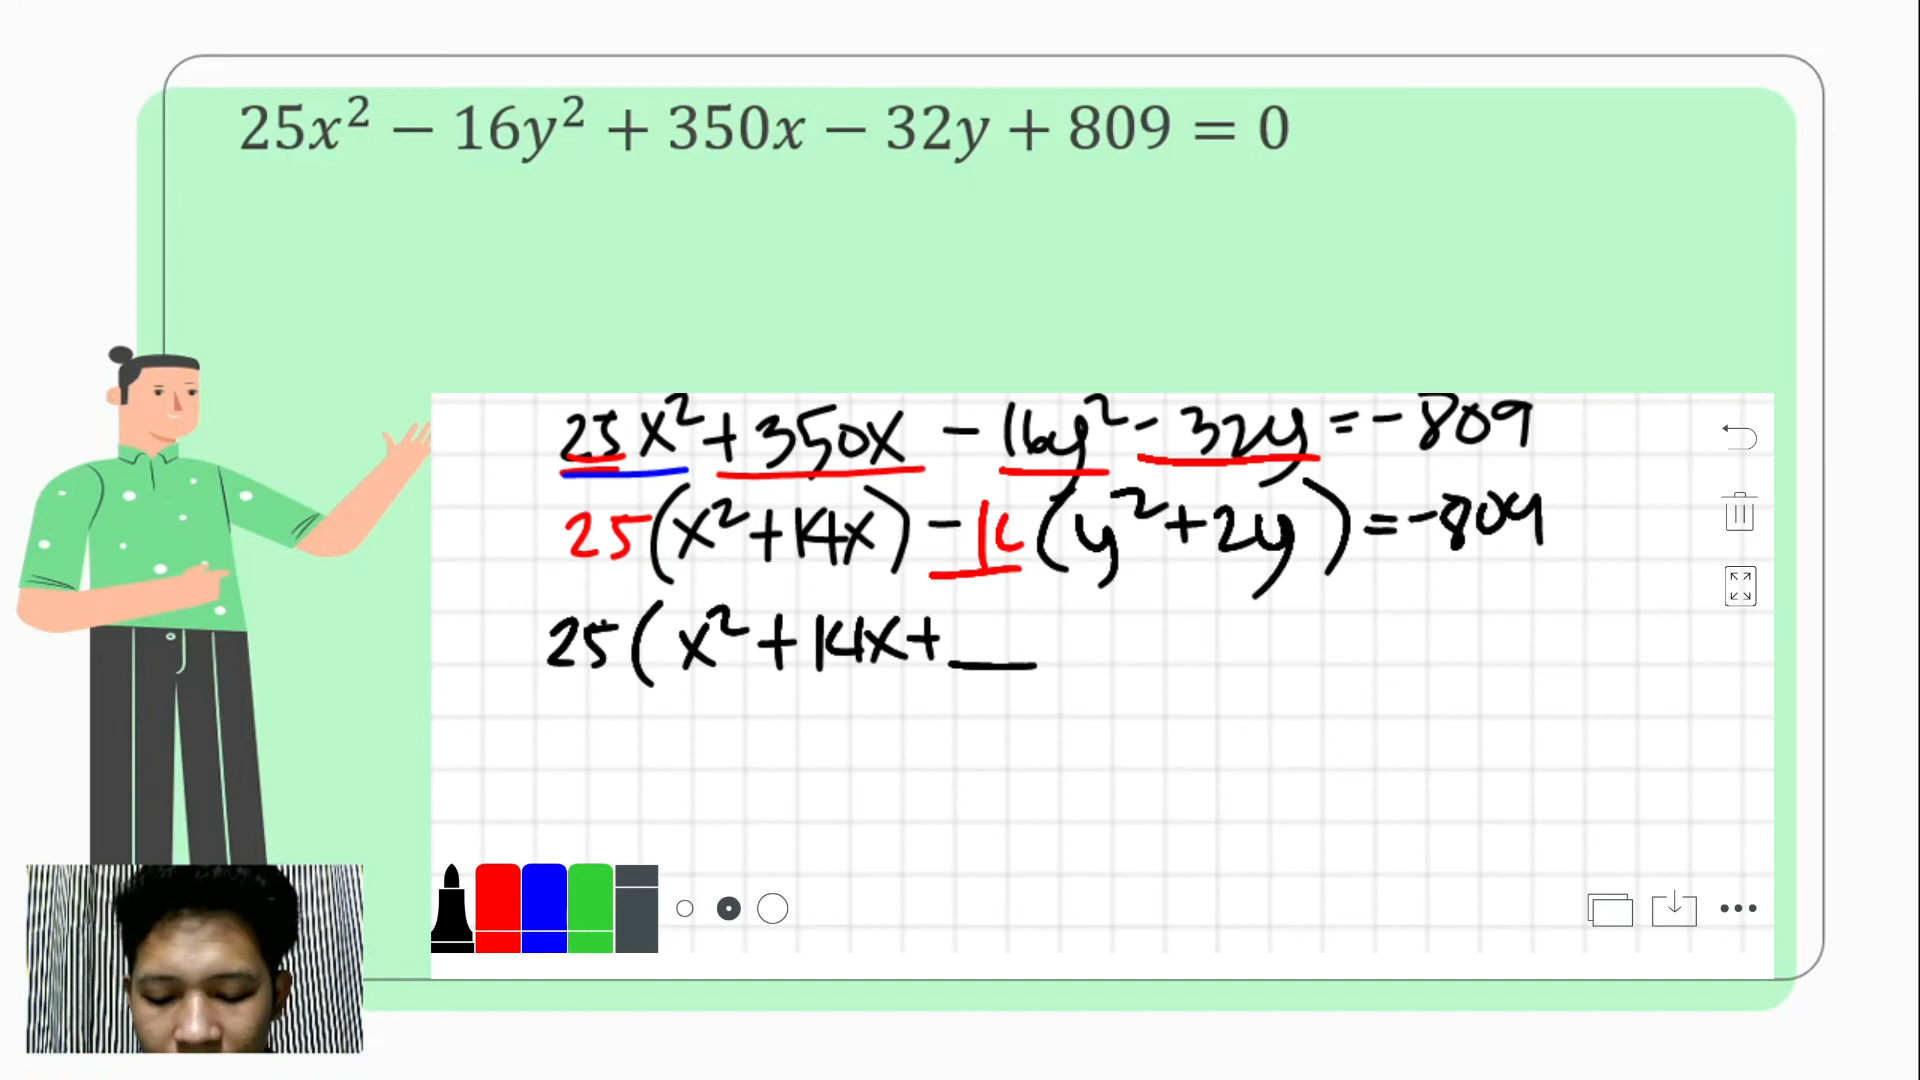 25x² − 16y² + 350x − 32y + 809 = 0
25x² + 350x - 16y² - 32y = -809
25(x² + 14x) - 16(y² + 2y) = -809
25(x² + 14x + __